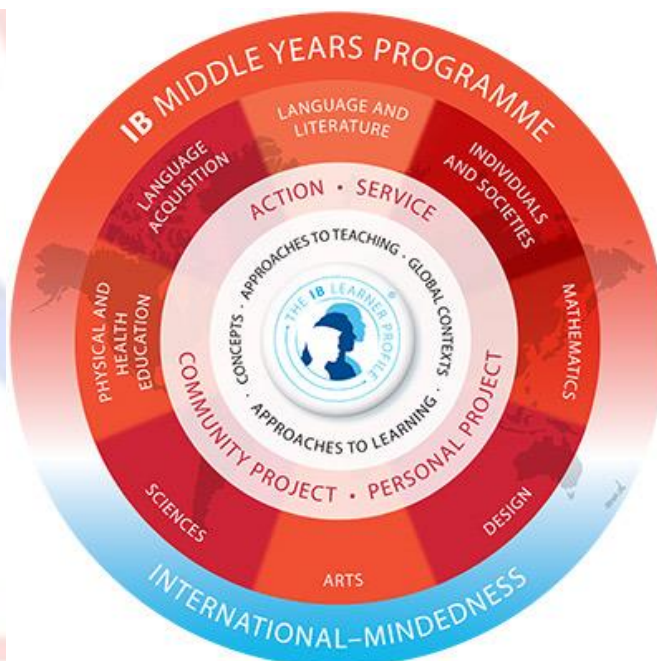 IB MIDDLE YEARS PROGRAMME
LANGUAGE AND
LITERATURE
INDIVIDUALS
AND SOCIETIES
MATHEMATICS
DESIGN
ARTS
SCIENCES
PHYSICAL AND
HEALTH
EDUCATION
LANGUAGE
ACQUISITION
ACTION • SERVICE
PERSONAL PROJECT
COMMUNITY PROJECT •
APPROACHES TO TEACHING •
GLOBAL CONTEXTS •
APPROACHES TO LEARNING •
CONCEPTS •
THE IB LEARNER PROFILE ®
INTERNATIONAL–MINDEDNESS